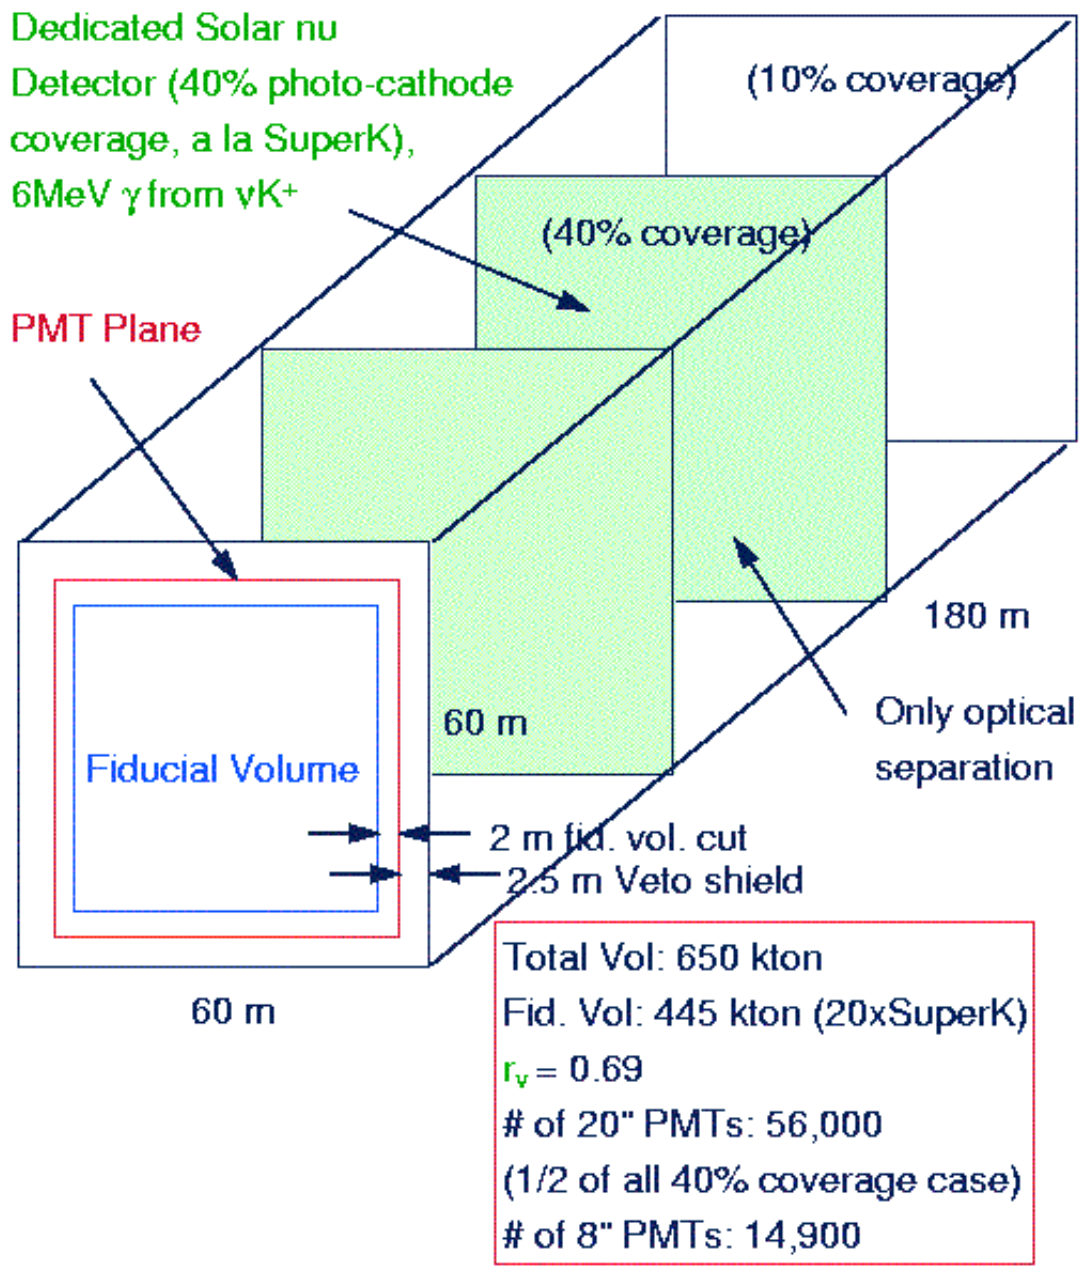 Dedicated Solar nu
Detector (40% photo-cathode
coverage, a la SuperK),
6MeV γ from νK⁺
(10% coverage)
(40% coverage)
PMT Plane
180 m
Only optical
separation
60 m
Fiducial Volume
2 m fid. vol. cut
2.5 m Veto shield
60 m
Total Vol: 650 kton
Fid. Vol: 445 kton (20xSuperK)
rᵥ = 0.69
# of 20" PMTs: 56,000
(1/2 of all 40% coverage case)
# of 8" PMTs: 14,900